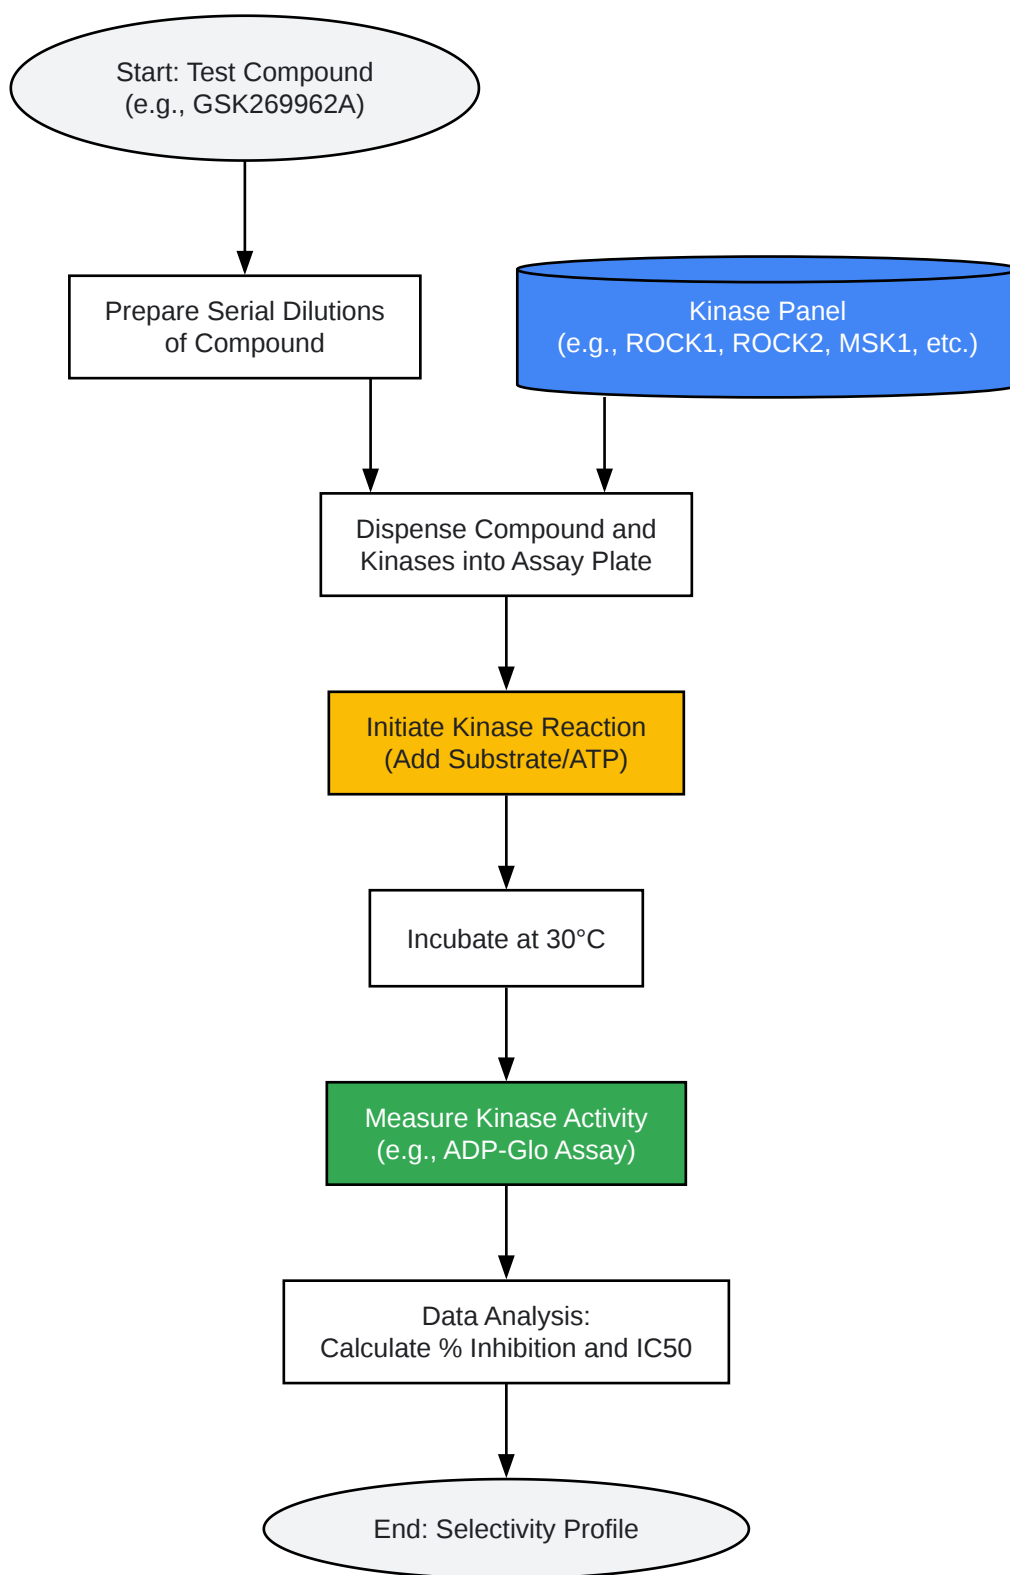 Start: Test Compound
(e.g., GSK269962A)
Prepare Serial Dilutions
of Compound
Kinase Panel
(e.g., ROCK1, ROCK2, MSK1, etc.)
Dispense Compound and
Kinases into Assay Plate
Initiate Kinase Reaction
(Add Substrate/ATP)
Incubate at 30°C
Measure Kinase Activity
(e.g., ADP-Glo Assay)
Data Analysis:
Calculate % Inhibition and IC50
End: Selectivity Profile